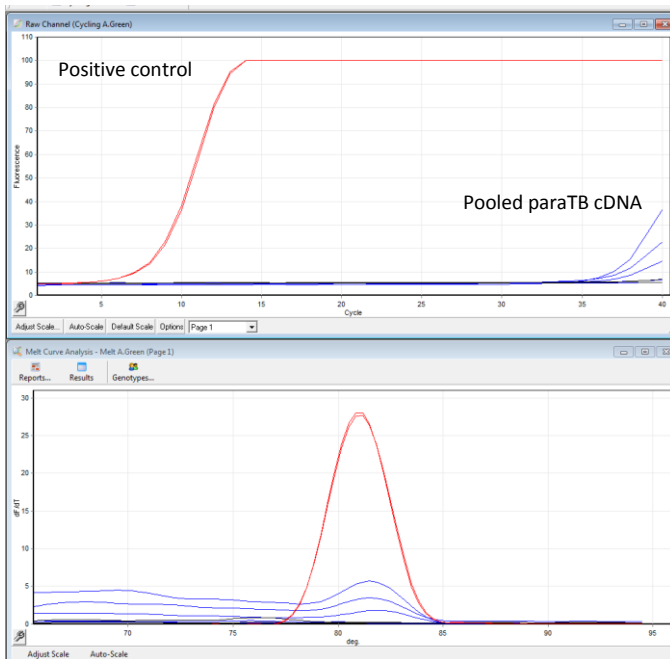 Raw Channel (Cycling A.Green)
110
100
90
80
70
60
50
40
30
20
10
Fluorescence
Positive control
Pooled paraTB cDNA
5
10
15
20
25
30
35
40
Cycle
Adjust Scale...
Auto-Scale
Default Scale
Options
Page 1
Melt Curve Analysis - Melt A.Green (Page 1)
Reports...
Results
Genotypes...
30
25
20
15
10
5
0
dF/dT
70
75
80
85
90
95
deg.
Adjust Scale
Auto-Scale